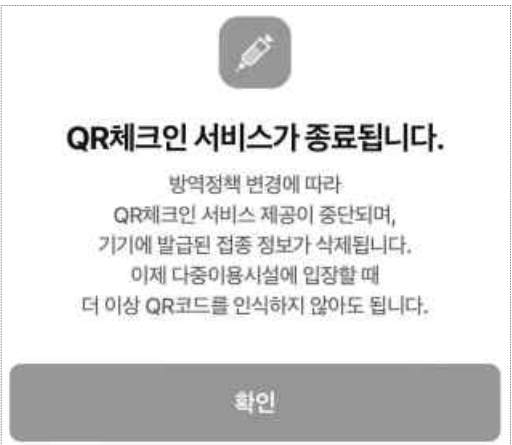 QR체크인 서비스가 종료됩니다.
방역정책 변경에 따라
QR체크인 서비스 제공이 중단되며,
기기에 발급된 접종 정보가 삭제됩니다.
이제 다중이용시설에 입장할 때
더 이상 QR코드를 인식하지 않아도 됩니다.
확인